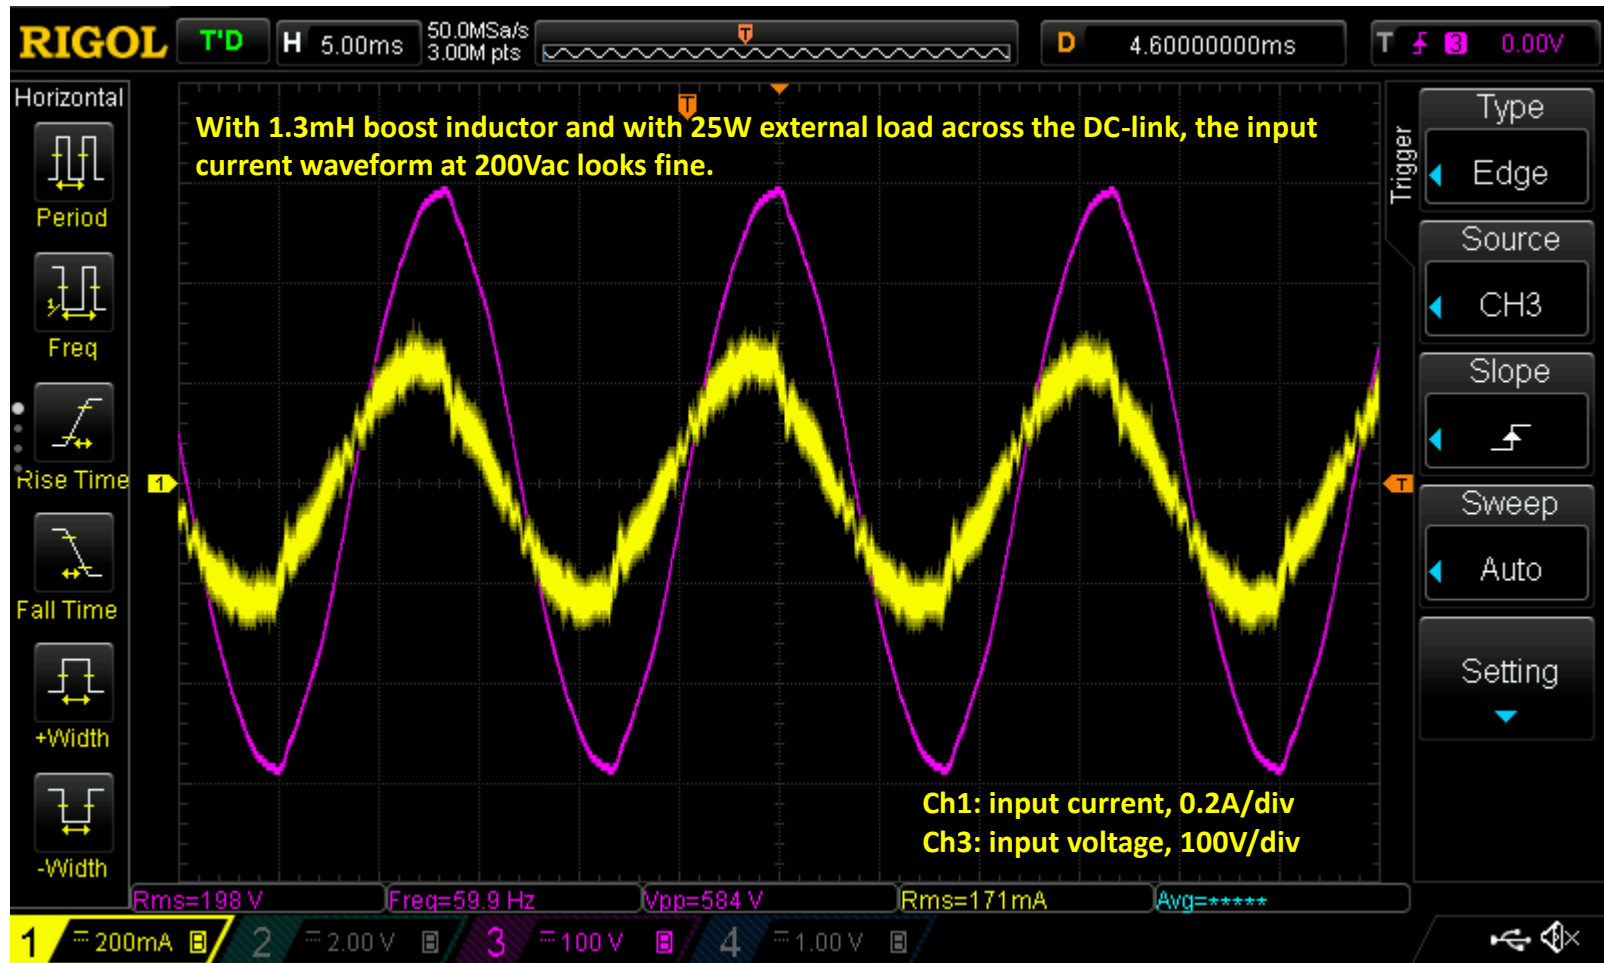 RIGOL T'D H 5.00ms 50.0MSa/s 3.00M pts T D 4.60000000ms T 3 0.00V
Horizontal
Period
Freq
Rise Time
Fall Time
+Width
-Width
T
With 1.3mH boost inductor and with 25W external load across the DC-link, the input
current waveform at 200Vac looks fine.
1
T
Ch1: input current, 0.2A/div
Ch3: input voltage, 100V/div
Trigger
Type
Edge
Source
CH3
Slope
Sweep
Auto
Setting
Rms=198 V Freq=59.9 Hz Vpp=584 V Rms=171mA Avg=*****
1 200mA B 2 2.00 V B 3 100 V B 4 1.00 V B